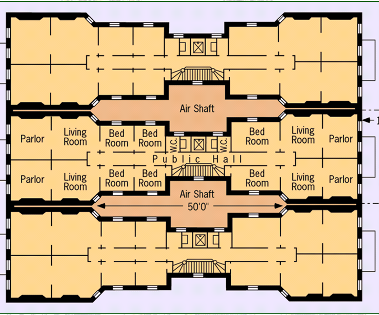 Air Shaft
Parlor
Living
Room
Bed
Room
Bed
Room
W.C.
W.C.
Bed
Room
Living
Room
Parlor
Public Hall
Parlor
Living
Room
Bed
Room
Bed
Room
Bed
Room
Living
Room
Parlor
Air Shaft
50'0"
1